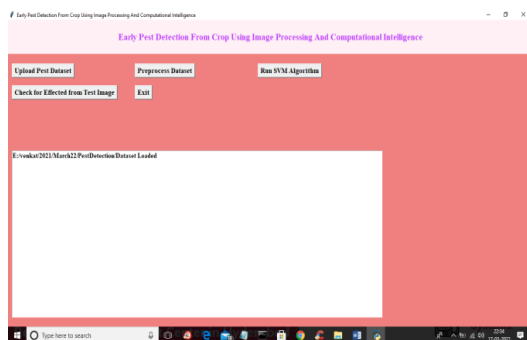 Early Pest Detection From Crop Using Image Processing And Computational Intelligence
Early Pest Detection From Crop Using Image Processing And Computational Intelligence
Upload Pest Dataset Preprocess Dataset Run SVM Algorithm
Check for Effected from Test Image Exit
E:/venkat/2021/March22/PestDetection/Dataset Loaded
Type here to search
22:04